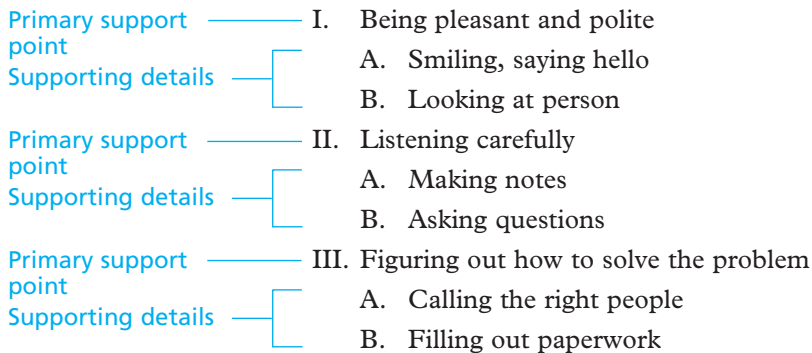 Primary support point I. Being pleasant and polite
Supporting details A. Smiling, saying hello
B. Looking at person
Primary support point II. Listening carefully
Supporting details A. Making notes
B. Asking questions
Primary support point III. Figuring out how to solve the problem
Supporting details A. Calling the right people
B. Filling out paperwork